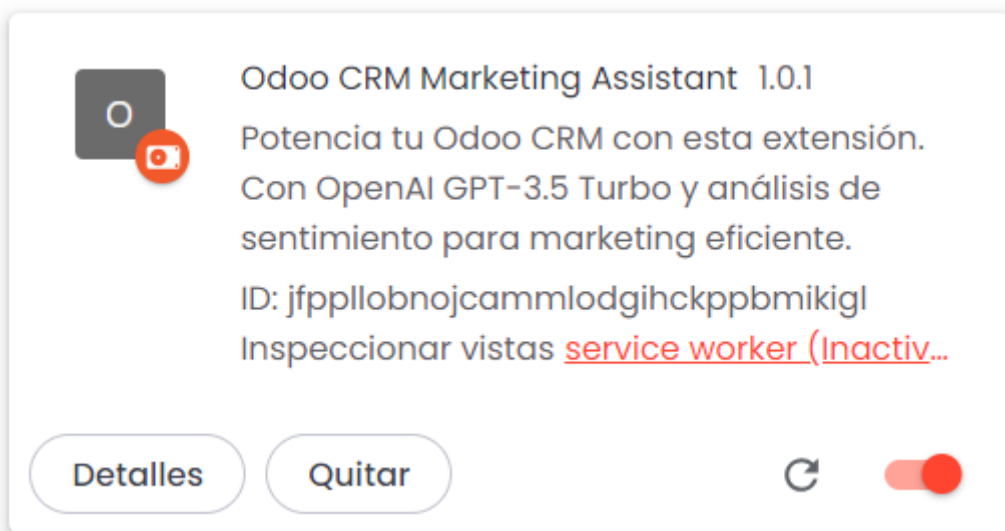 O
Odoo CRM Marketing Assistant 1.0.1
Potencia tu Odoo CRM con esta extensión.
Con OpenAI GPT-3.5 Turbo y análisis de
sentimiento para marketing eficiente.
ID: jfppllobnojcammlodgihckppbmikigl
Inspeccionar vistas service worker (Inactiv...
Detalles Quitar